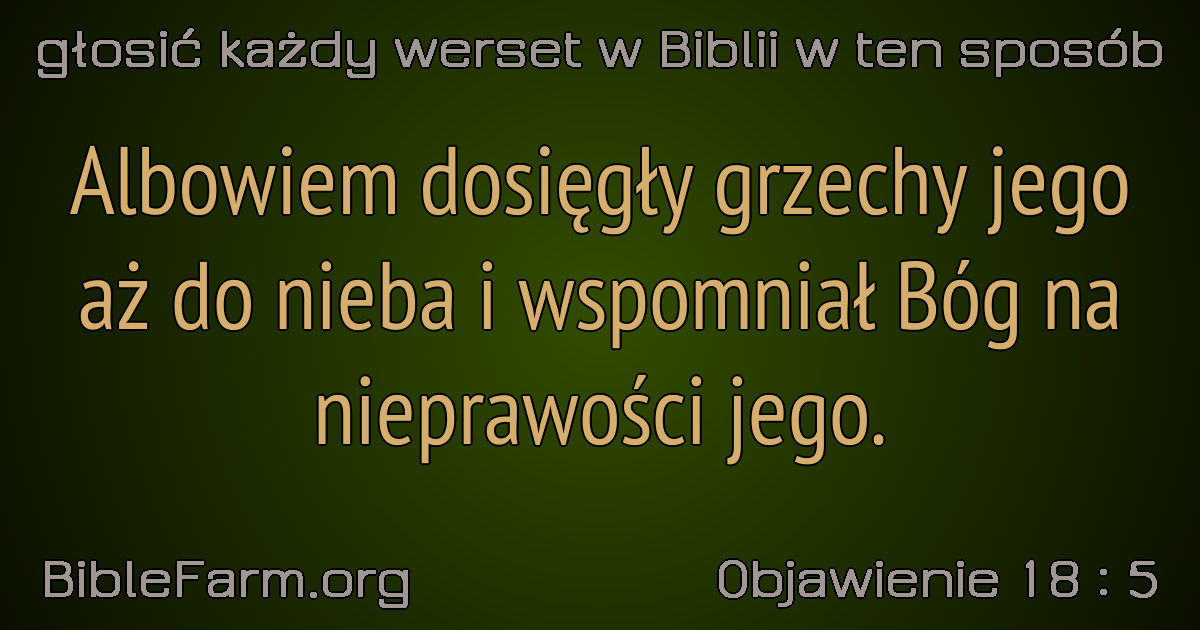 głosić każdy werset w Biblii w ten sposób
Albowiem dosięgły grzechy jego
aż do nieba i wspomniał Bóg na
nieprawości jego.
BibleFarm.org
Objawienie 18 : 5